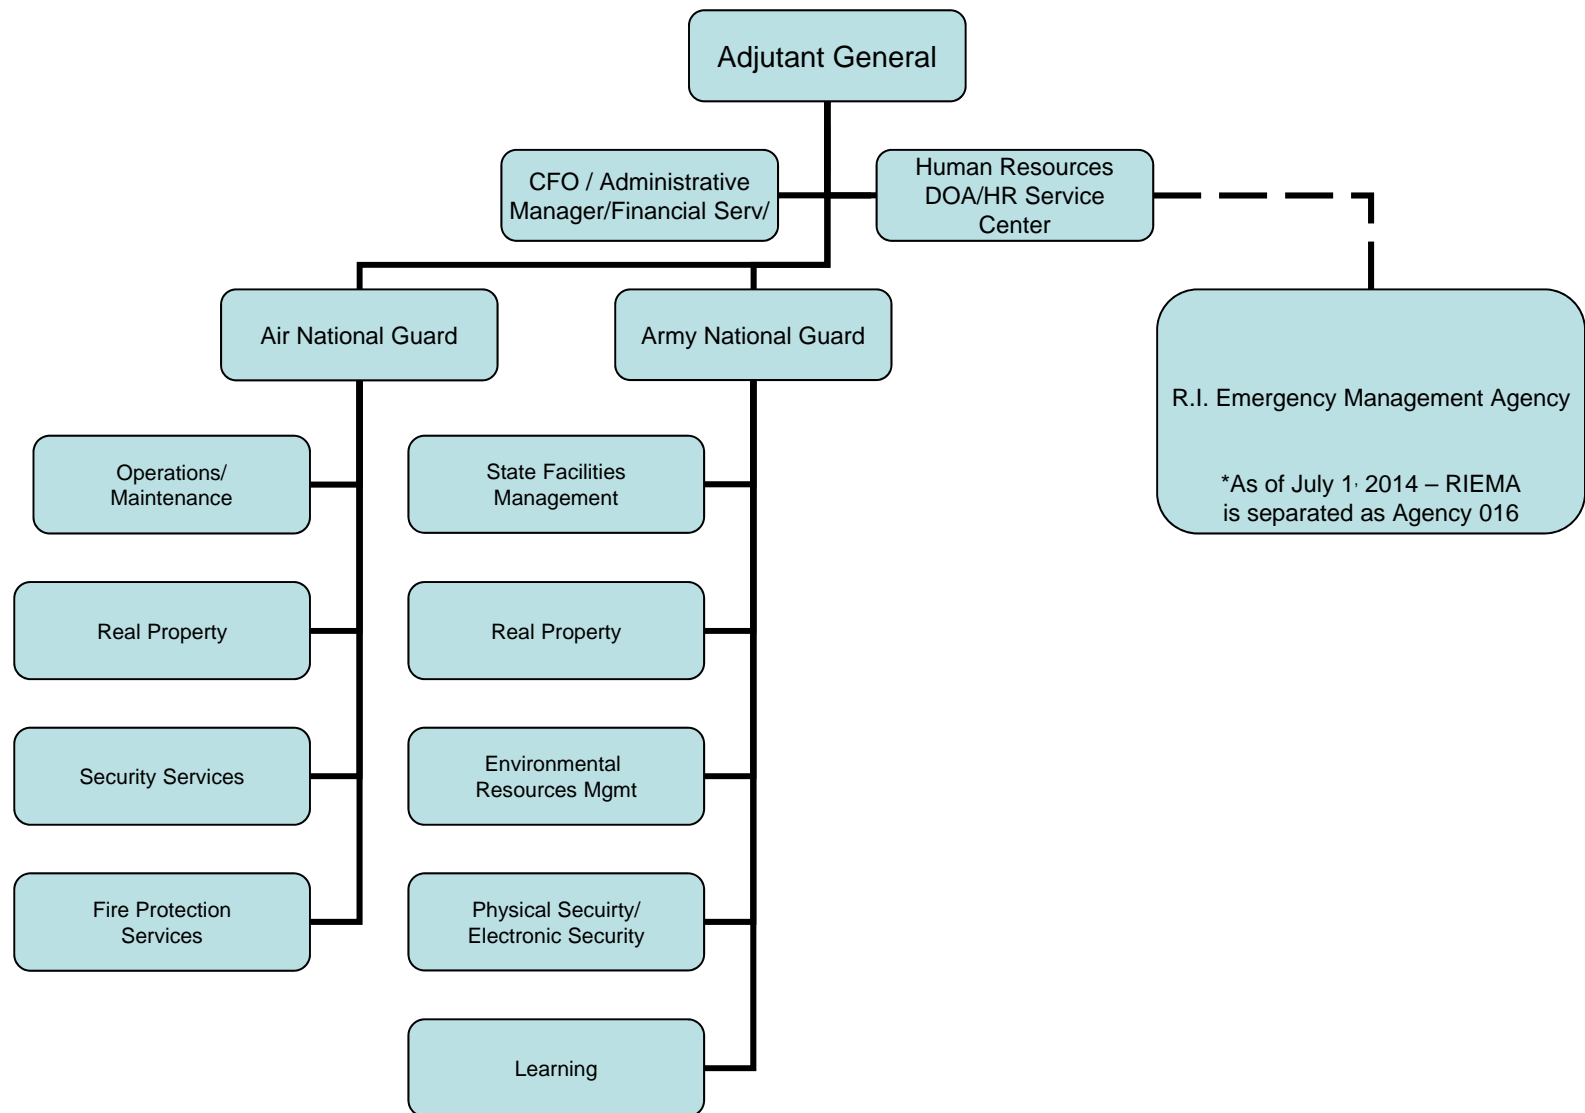 Adjutant General
CFO / Administrative
Manager/Financial Serv/
Human Resources
DOA/HR Service
Center
Air National Guard
Army National Guard
R.I. Emergency Management Agency
*As of July 1, 2014 – RIEMA
is separated as Agency 016
Operations/
Maintenance
State Facilities
Management
Real Property
Real Property
Security Services
Environmental
Resources Mgmt
Fire Protection
Services
Physical Secuirty/
Electronic Security
Learning